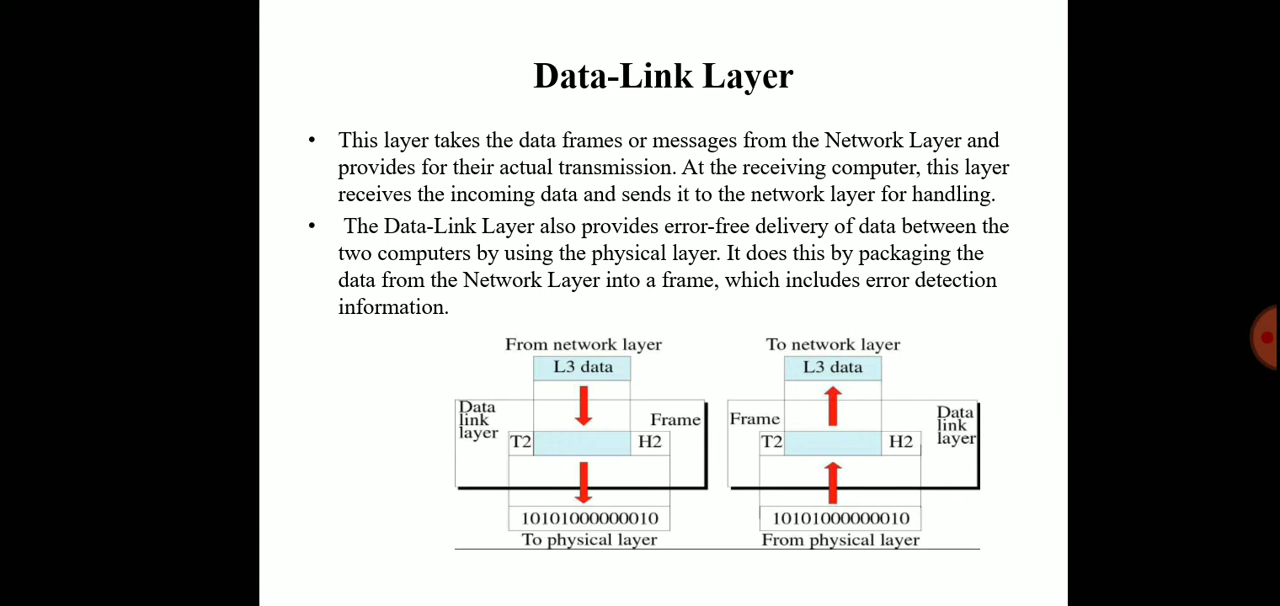 Data-Link Layer
• This layer takes the data frames or messages from the Network Layer and
provides for their actual transmission. At the receiving computer, this layer
receives the incoming data and sends it to the network layer for handling.
• The Data-Link Layer also provides error-free delivery of data between the
two computers by using the physical layer. It does this by packaging the
data from the Network Layer into a frame, which includes error detection
information.
From network layer
L3 data
Data
link
layer
Frame
T2
H2
10101000000010
To physical layer
To network layer
L3 data
Frame
Data
link
layer
T2
H2
10101000000010
From physical layer